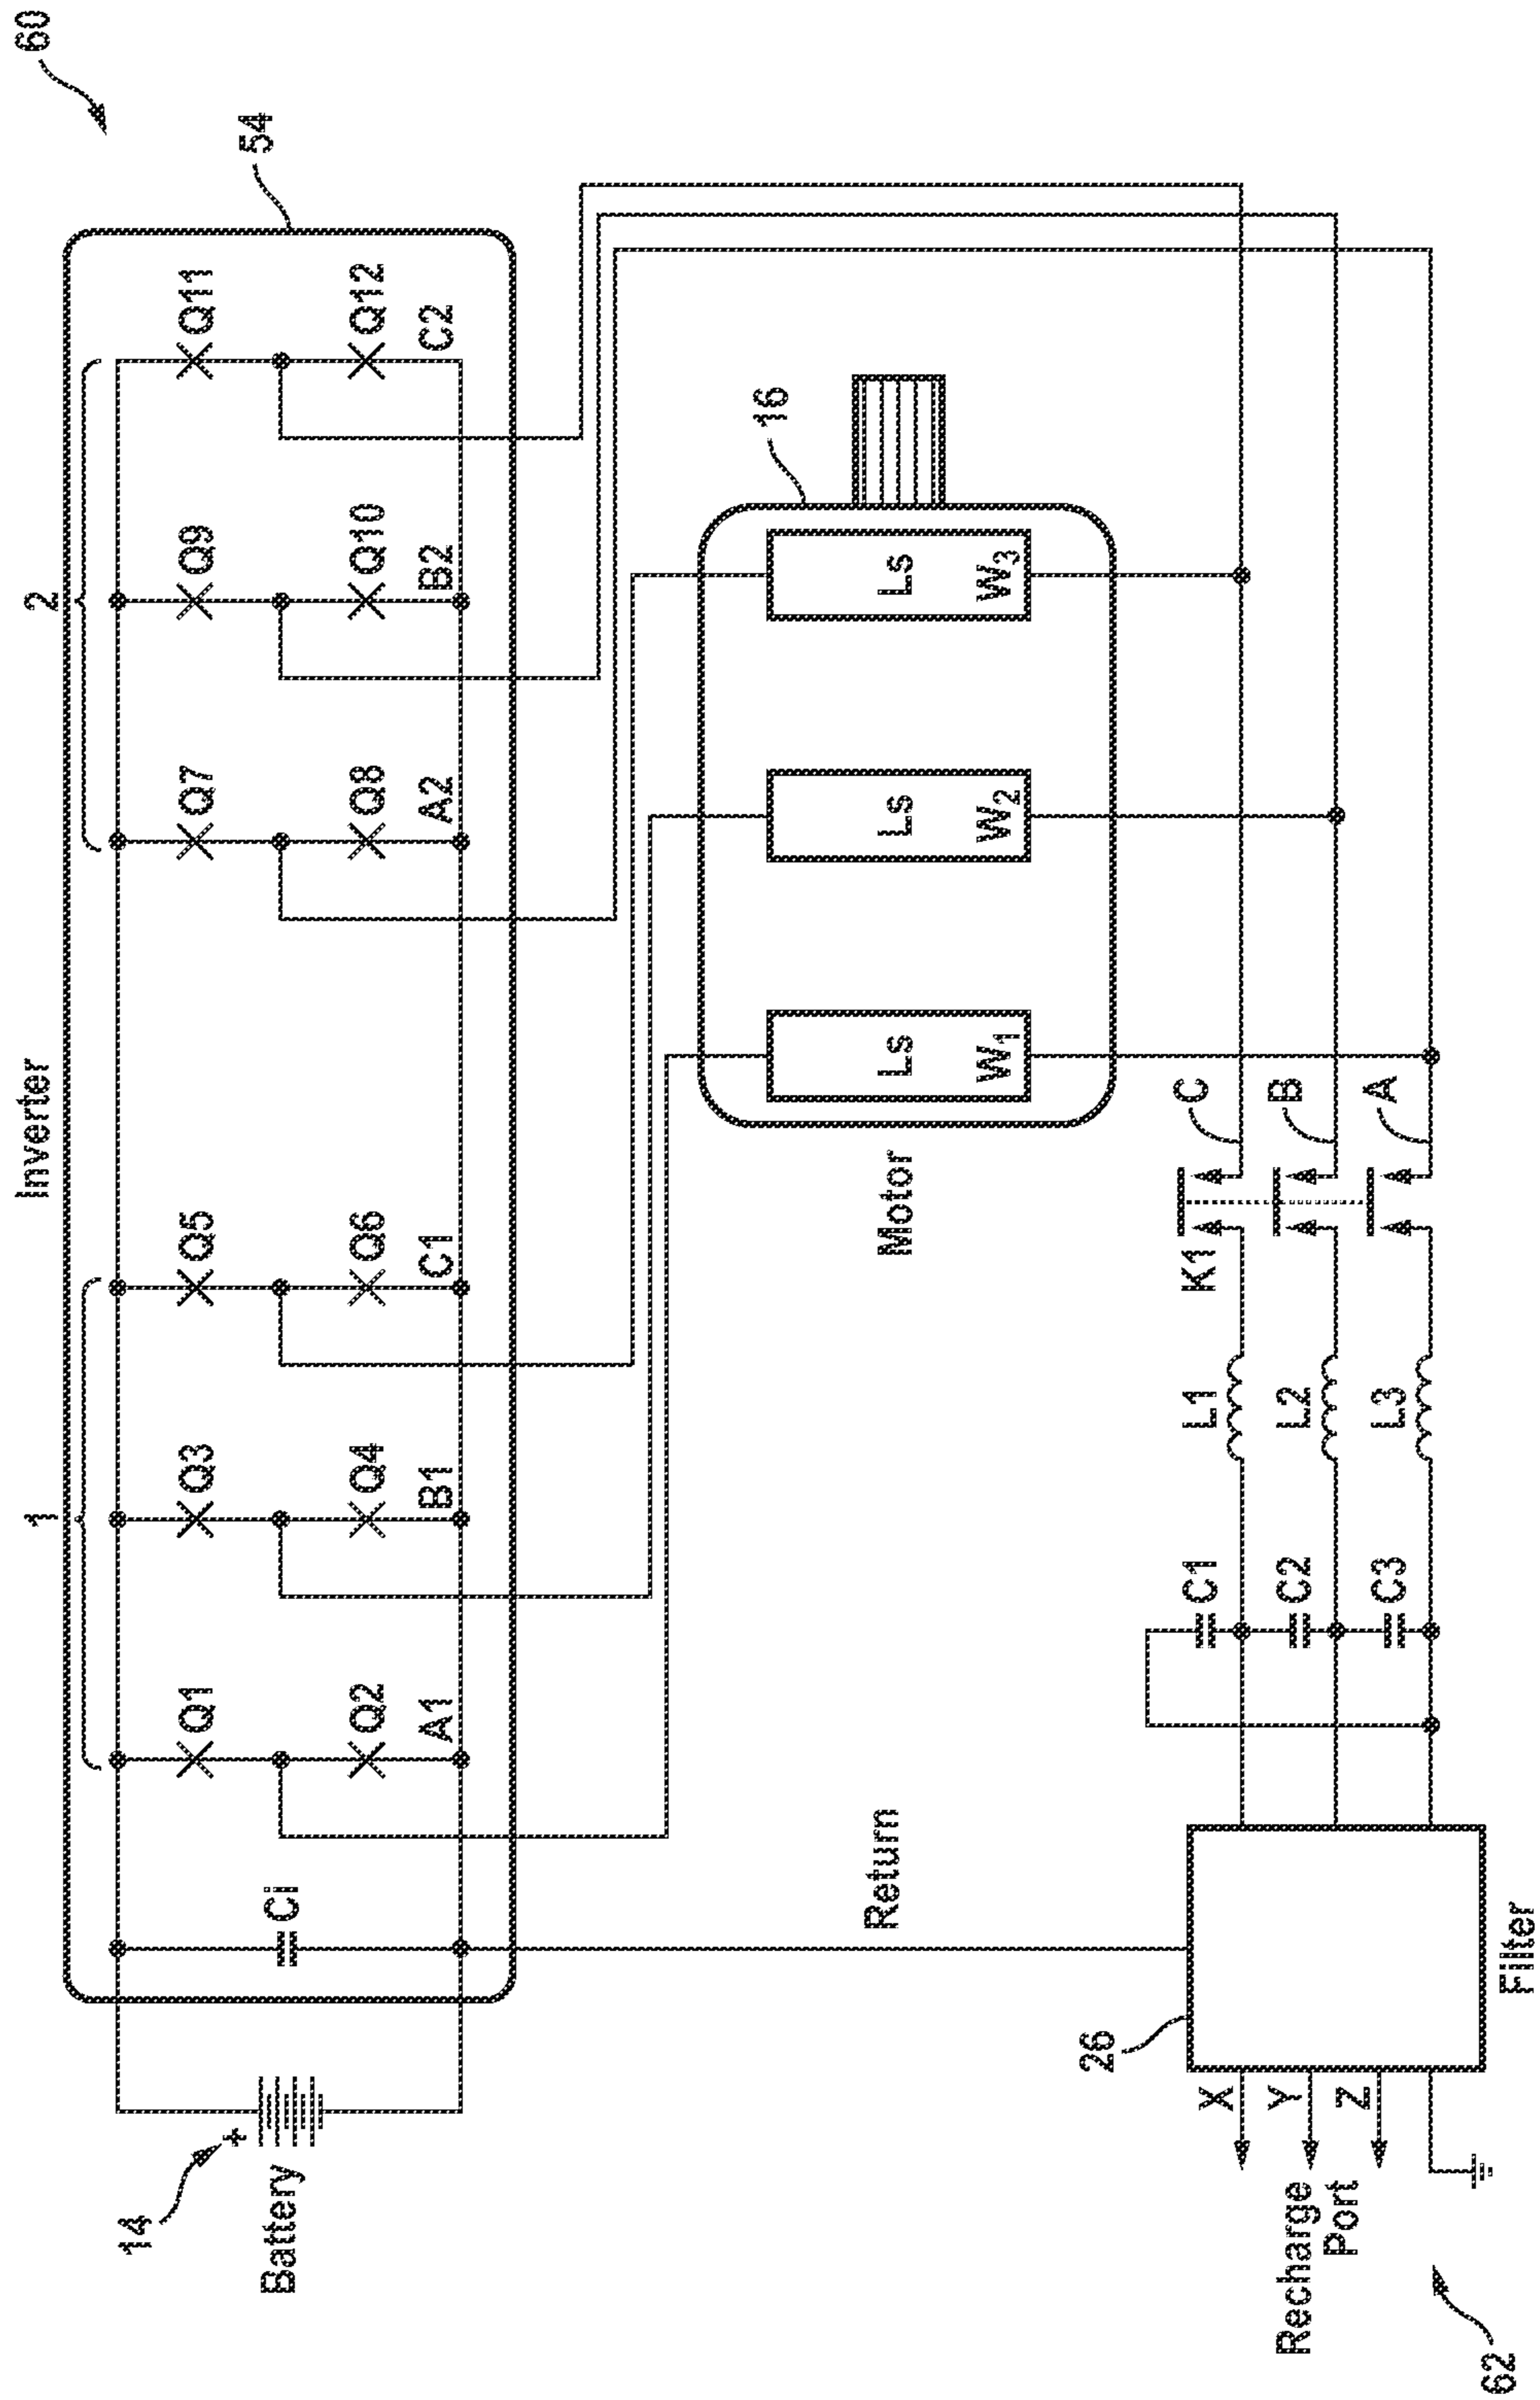 60
Inverter
54
1
2
Q1
Q3
Q5
Q7
Q9
Q11
Ci
Q2
Q4
Q6
Q8
Q10
Q12
A1
B1
C1
A2
B2
C2
14
+
Battery
16
Ls
Ls
Ls
W1
W2
W3
Motor
Return
26
K1
C
B
A
C1
L1
C2
L2
C3
L3
X
Y
Z
Recharge
Port
Filter
62